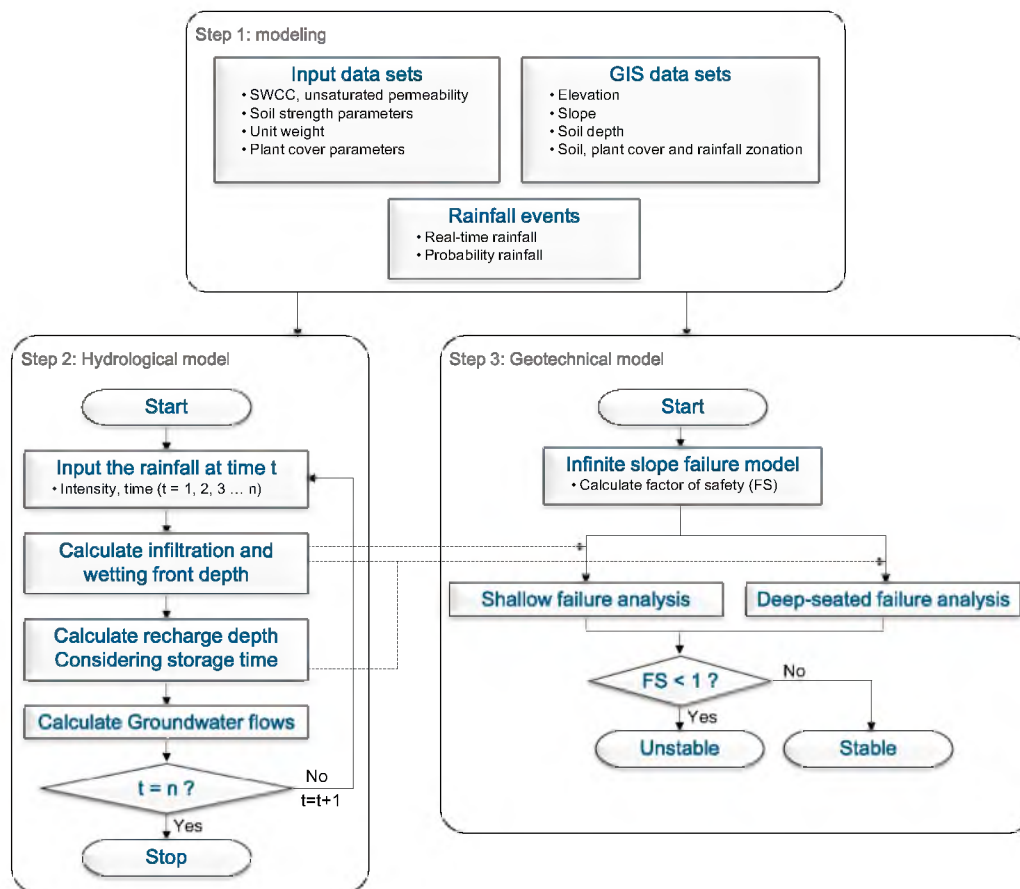 Step 1: modeling
Input data sets
• SWCC, unsaturated permeability
• Soil strength parameters
• Unit weight
• Plant cover parameters
GIS data sets
• Elevation
• Slope
• Soil depth
• Soil, plant cover and rainfall zonation
Rainfall events
• Real-time rainfall
• Probability rainfall
Step 2: Hydrological model
Start
Input the rainfall at time t
• Intensity, time (t = 1, 2, 3 ... n)
Calculate infiltration and
wetting front depth
Calculate recharge depth
Considering storage time
Calculate Groundwater flows
t = n ?
No
t=t+1
Yes
Stop
Step 3: Geotechnical model
Start
Infinite slope failure model
• Calculate factor of safety (FS)
Shallow failure analysis
Deep-seated failure analysis
FS < 1 ?
No
Yes
Unstable
Stable